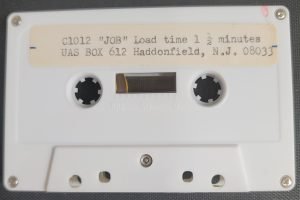 C1012 "JOB" Load time 1 ½ minutes
UAS BOX 612 Haddonfield, N.J. 08033